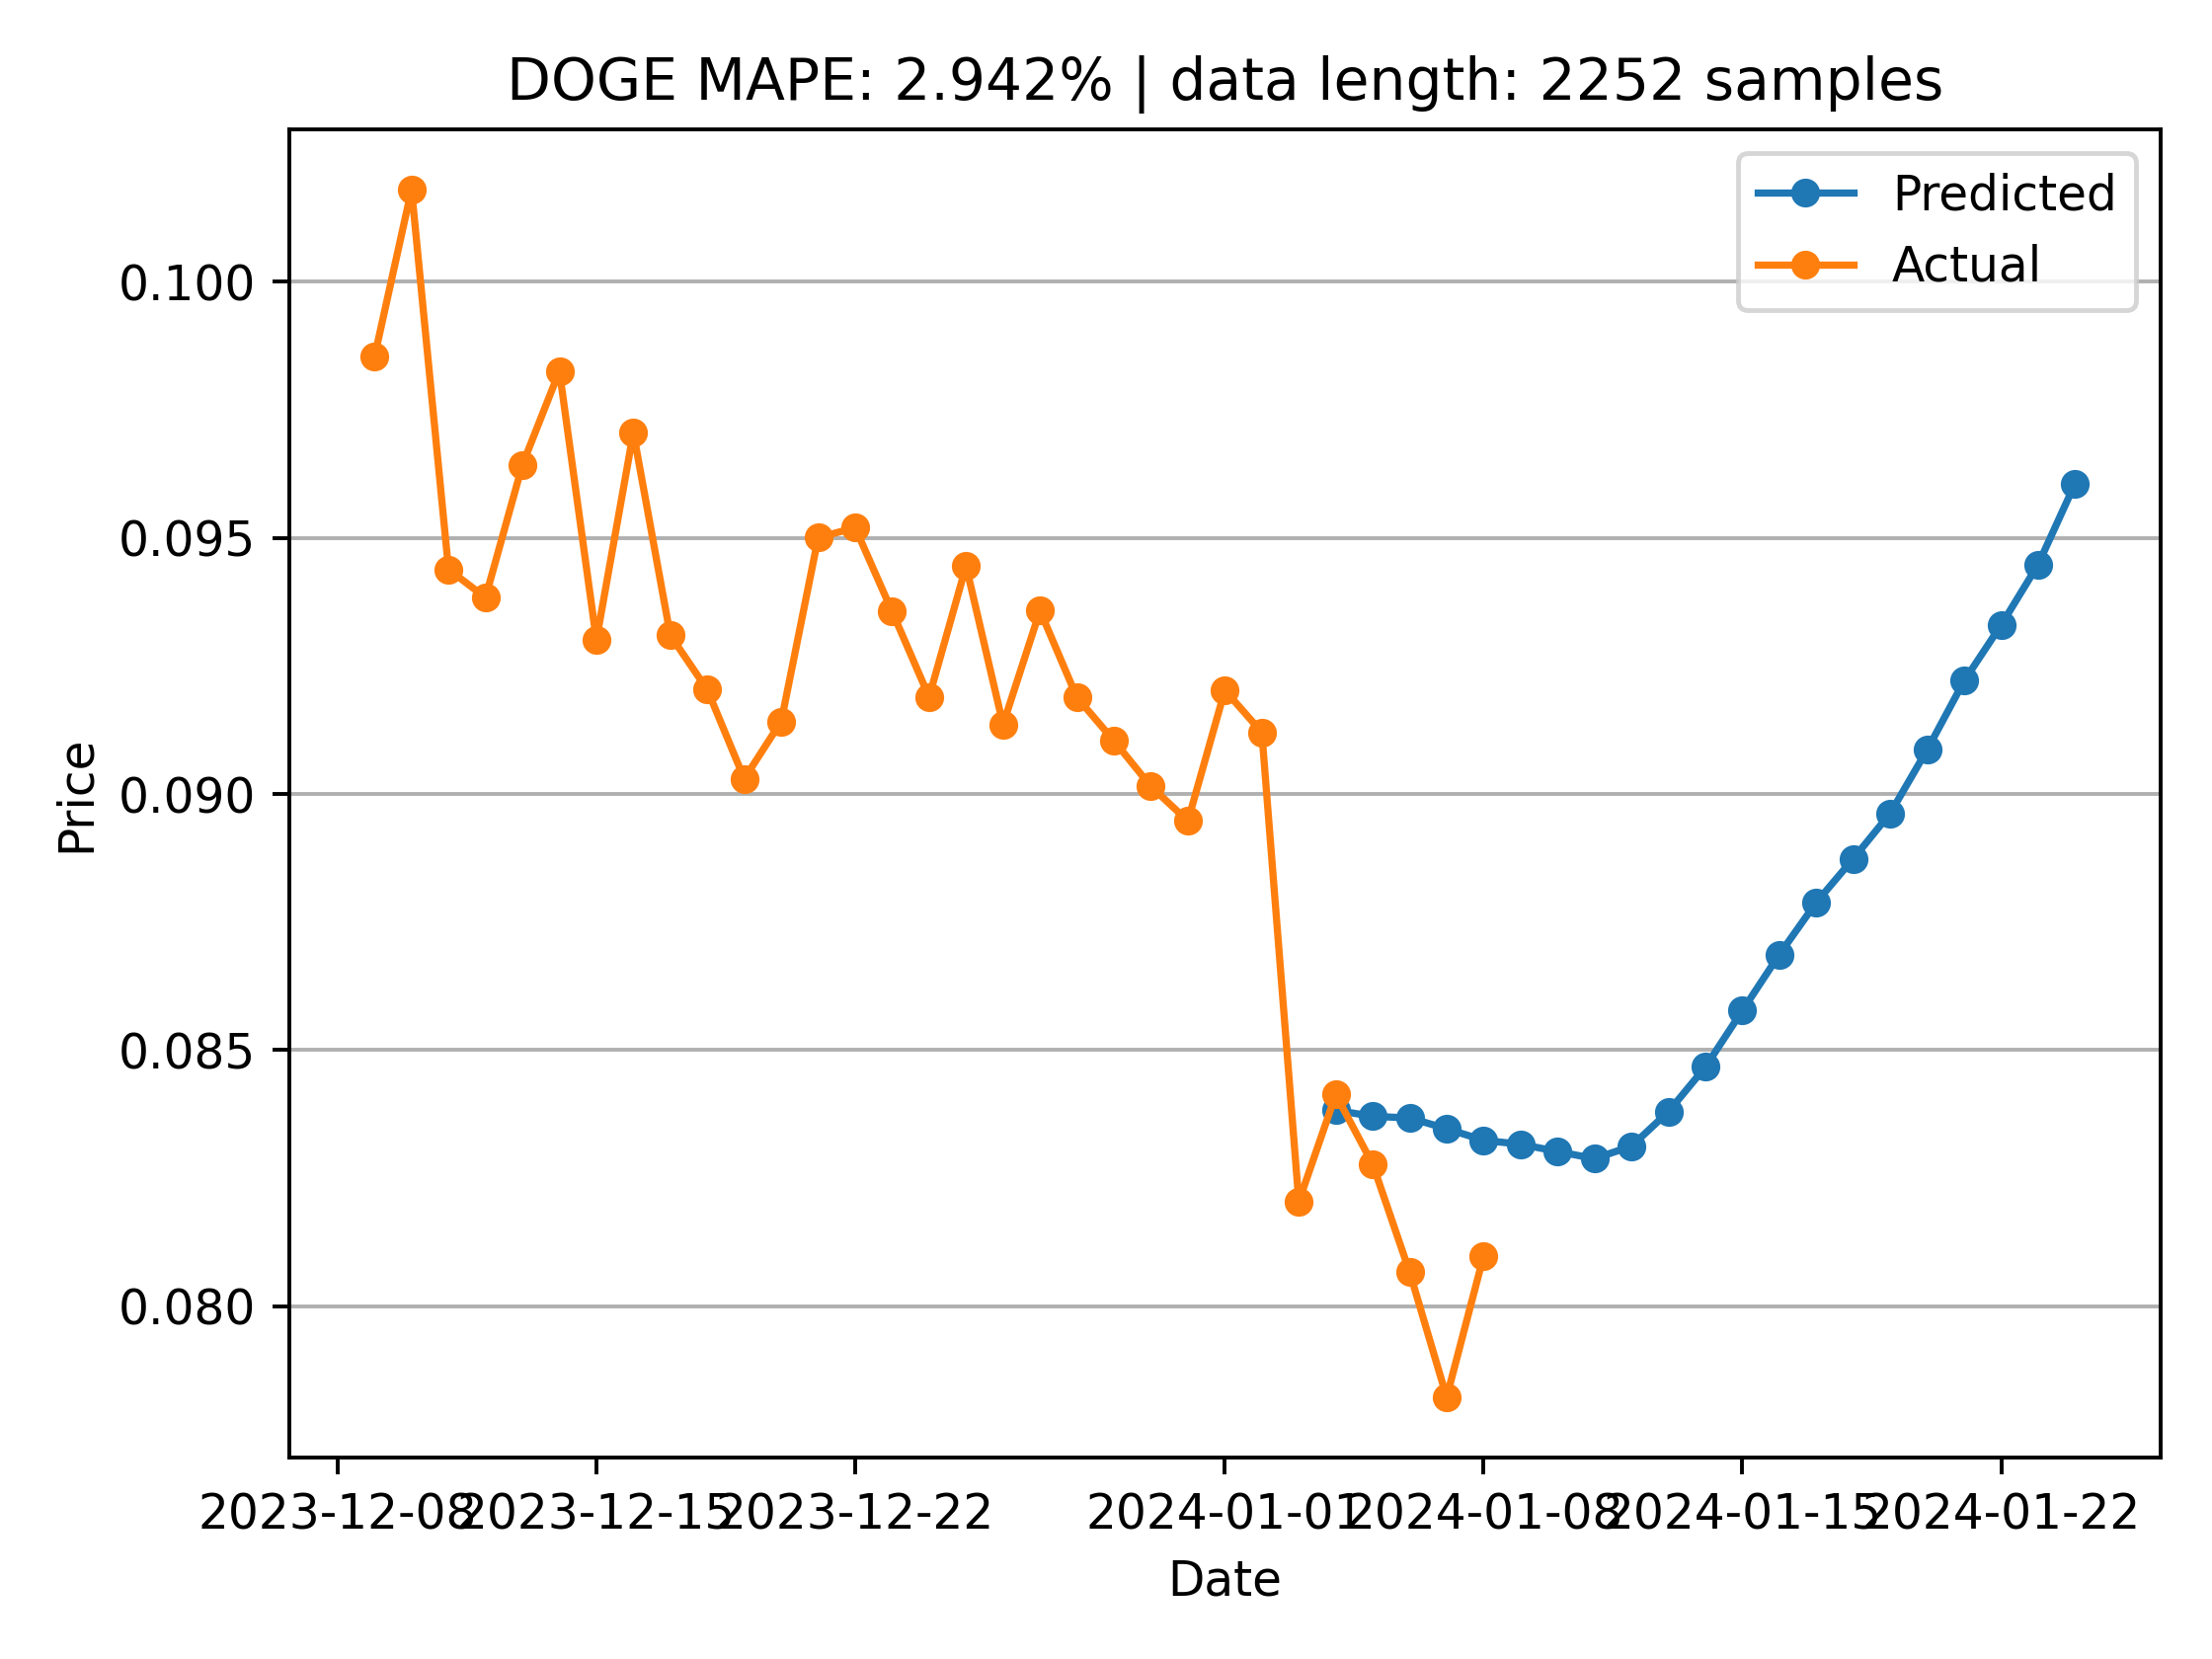 DOGE MAPE: 2.942% | data length: 2252 samples
Predicted
Actual
0.100
0.095
0.090
0.085
0.080
Price
2023-12-08
2023-12-15
2023-12-22
2024-01-01
2024-01-08
2024-01-15
2024-01-22
Date